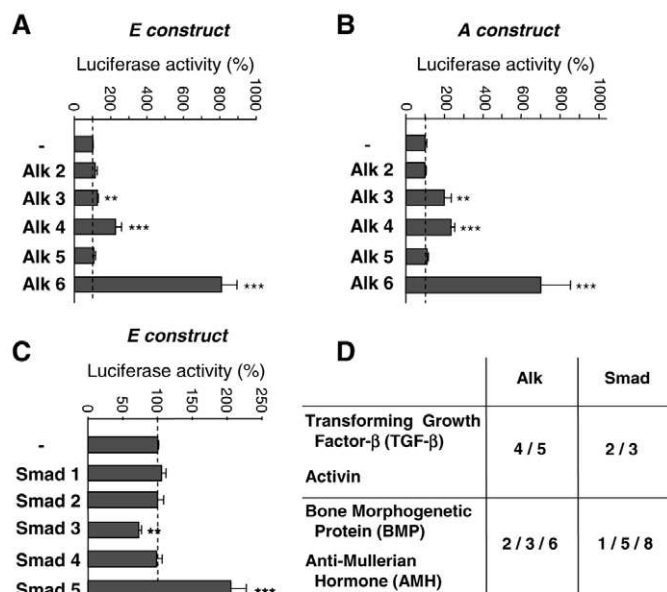 A
E construct
Luciferase activity (%)
0
200
400
600
800
1000
-
Alk 2
Alk 3
**
Alk 4
***
Alk 5
Alk 6
***
B
A construct
Luciferase activity (%)
0
200
400
600
800
1000
-
Alk 2
Alk 3
**
Alk 4
***
Alk 5
Alk 6
***
C
E construct
Luciferase activity (%)
0
50
100
150
200
250
-
Smad 1
Smad 2
Smad 3
**
Smad 4
Smad 5
***
D
Alk Smad
Transforming Growth
Factor-β (TGF-β)
4 / 5 2 / 3
Activin
Bone Morphogenetic
Protein (BMP)
2 / 3 / 6 1 / 5 / 8
Anti-Mullerian
Hormone (AMH)